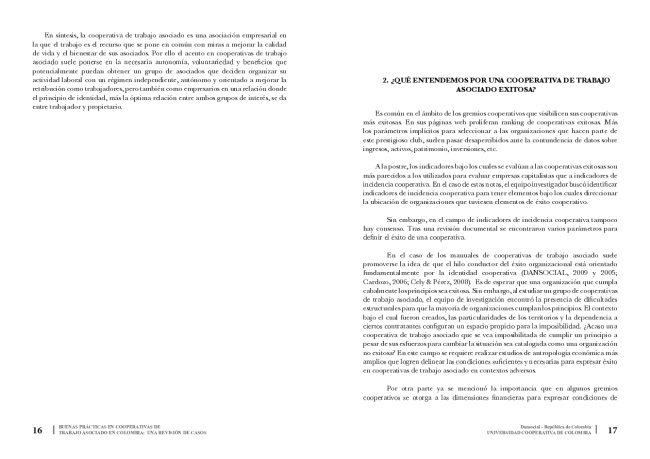 En síntesis, la cooperativa de trabajo asociado es una asociación empresarial en
la que el trabajo es el recurso que se pone en común con miras a mejorar la calidad
de vida y el bienestar de sus asociados. Por ello el acento en cooperativas de trabajo
asociado suele ponerse en la necesaria autonomía, voluntariedad y beneficios que
potencialmente puedan obtener un grupo de asociados que deciden organizar su
actividad laboral con un régimen independiente, autónomo y orientado a mejorar la
retribución como trabajadores, pero también como empresarios en una relación donde
el principio de identidad, más la óptima relación entre ambos grupos de interés, se da
entre trabajador y propietario.
16
BUENAS PRÁCTICAS EN COOPERATIVAS DE
TRABAJO ASOCIADO EN COLOMBIA: UNA REVISIÓN DE CASOS
2. ¿QUÉ ENTENDEMOS POR UNA COOPERATIVA DE TRABAJO
ASOCIADO EXITOSA?
Es común en el ámbito de los gremios cooperativos que visibilicen sus cooperativas
más exitosas. En sus páginas web proliferan ranking de cooperativas exitosas. Mas
los parámetros implícitos para seleccionar a las organizaciones que hacen parte de
este prestigioso club, suelen pasar desapercibidos ante la contundencia de datos sobre
ingresos, activos, patrimonio, inversiones, etc.
A la postre, los indicadores bajo los cuales se evalúan a las cooperativas exitosas son
más parecidos a los utilizados para evaluar empresas capitalistas que a indicadores de
incidencia cooperativa. En el caso de estas notas, el equipo investigador buscó identificar
indicadores de incidencia cooperativa para tener elementos bajo los cuales direccionar
la ubicación de organizaciones que tuviesen elementos de éxito cooperativo.
Sin embargo, en el campo de indicadores de incidencia cooperativa tampoco
hay consenso. Tras una revisión documental se encontraron varios parámetros para
definir el éxito de una cooperativa.
En el caso de los manuales de cooperativas de trabajo asociado suele
promoverse la idea de que el hilo conductor del éxito organizacional está orientado
fundamentalmente por la identidad cooperativa (DANSOCIAL, 2009 y 2005;
Cardozo, 2006; Cely & Pérez, 2008). Es de esperar que una organización que cumpla
cabalmente los principios sea exitosa. Sin embargo, al estudiar un grupo de cooperativas
de trabajo asociado, el equipo de investigación encontró la presencia de dificultades
estructurales para que la mayoría de organizaciones cumplan los principios. El contexto
bajo el cual fueron creados, las particularidades de los territorios y la dependencia a
ciertos contratantes configuran un espacio propicio para la imposibilidad. ¿Acaso una
cooperativa de trabajo asociado que se vea imposibilitada de cumplir un principio a
pesar de sus esfuerzos para cambiar la situación sea catalogada como una organización
no exitosa? En este campo se requiere realizar estudios de antropología económica más
amplios que logren delinear las condiciones suficientes y necesarias para expresar éxito
en cooperativas de trabajo asociado en contextos adversos.
Por otra parte ya se mencionó la importancia que en algunos gremios
cooperativos se otorga a las dimensiones financieras para expresar condiciones de
Dansocial - República de Colombia
UNIVERSIDAD COOPERATIVA DE COLOMBIA
17